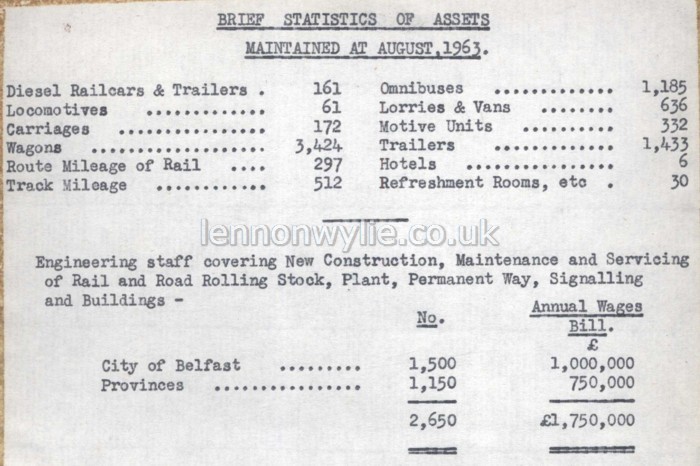 BRIEF STATISTICS OF ASSETS
MAINTAINED AT AUGUST,1963.
Diesel Railcars & Trailers . 161 Omnibuses ............. 1,185
Locomotives ............. 61 Lorries & Vans ........ 636
Carriages ................ 172 Motive Units .......... 332
Wagons ................... 3,424 Trailers ............. 1,433
Route Mileage of Rail .... 297 Hotels ................ 6
Track Mileage ............ 512 Refreshment Rooms, etc . 30
lennonwylie.co.uk
Engineering staff covering New Construction, Maintenance and Servicing
of Rail and Road Rolling Stock, Plant, Permanent Way, Signalling
and Buildings -
No. Annual Wages
Bill.
£
City of Belfast ......... 1,500 1,000,000
Provinces ................ 1,150 750,000
2,650 £1,750,000